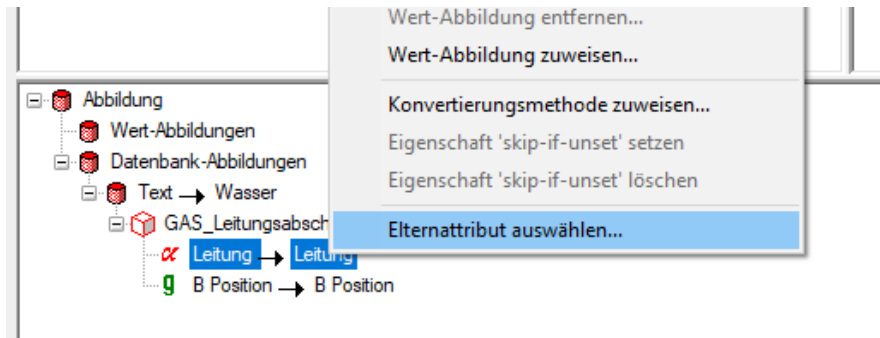 Wert-Abbildung entfernen...
Wert-Abbildung zuweisen...
Konvertierungsmethode zuweisen...
Eigenschaft 'skip-if-unset' setzen
Eigenschaft 'skip-if-unset' löschen
Elternattribut auswählen...
Abbildung
Wert-Abbildungen
Datenbank-Abbildungen
Text → Wasser
GAS_Leitungsabsch
α Leitung → Leitung
g B Position → B Position